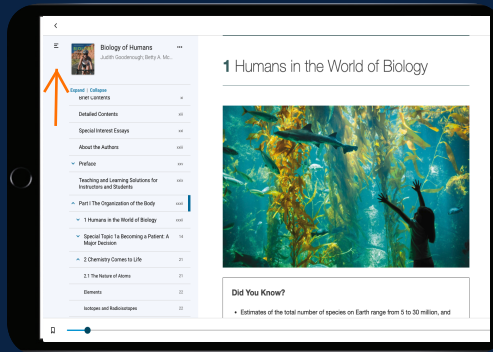 Biology of Humans
Judith Goodenough; Betty A. Mc...
Expand | Collapse
Brief Contents
Detailed Contents
Special Interest Essays
About the Authors
Preface
Teaching and Learning Solutions for
Instructors and Students
Part I The Organization of the Body
1 Humans in the World of Biology
Special Topic 1a Becoming a Patient: A
Major Decision
2 Chemistry Comes to Life
2.1 The Nature of Atoms
Elements
Isotopes and Radioisotopes
1 Humans in the World of Biology
Did You Know?
• Estimates of the total number of species on Earth range from 5 to 30 million, and